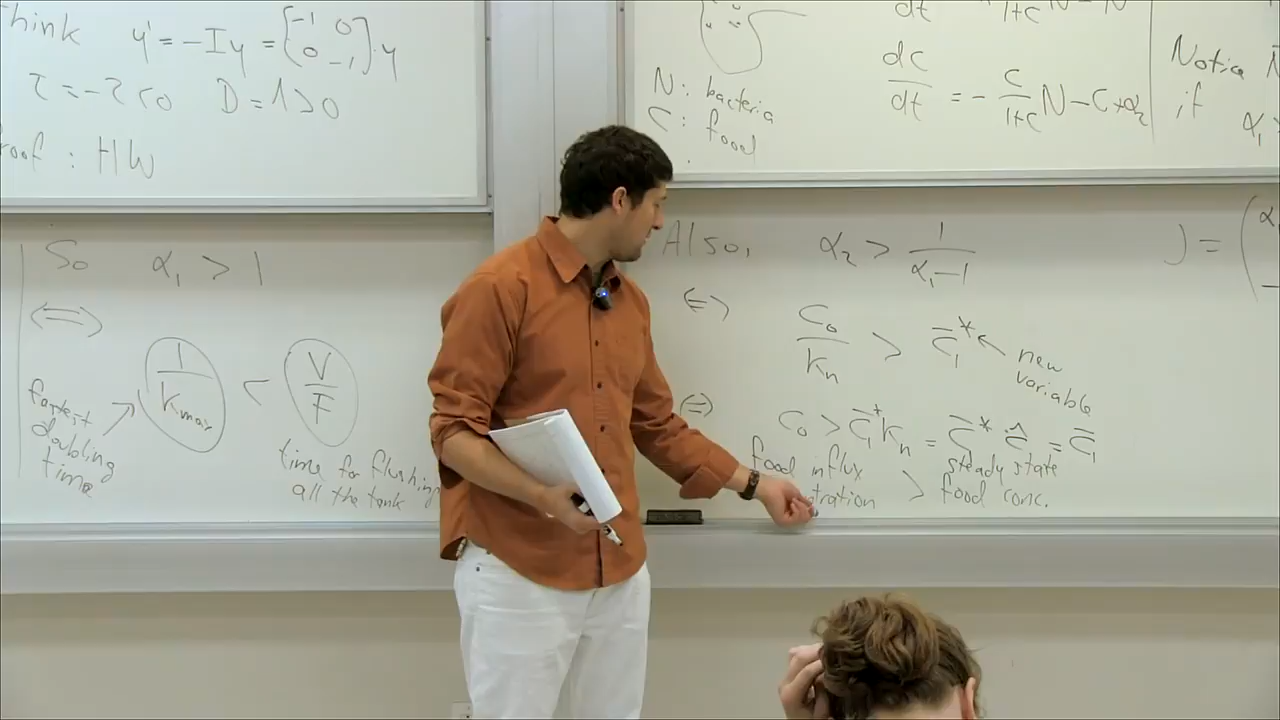 Think y' = -Iy = [-1 0 0 -1] y
τ = -2 < 0 D = 1 > 0
Proof : HW
So α₁ > 1
⟺
1/Kmax < V/F
fastest doubling time
time for flushing all the tank
N: bacteria
C: food
dc/dt = - c/(1+c) N - C + α₂
Notice
if α₁
Also, α₂ > 1/(α₁-1)
⟺ C₀/Kn > c̄₁*
new variable
⟺ C₀ > c̄₁* Kn = c̄* ĉ = c̄₁
food influx > steady state food conc.
J =